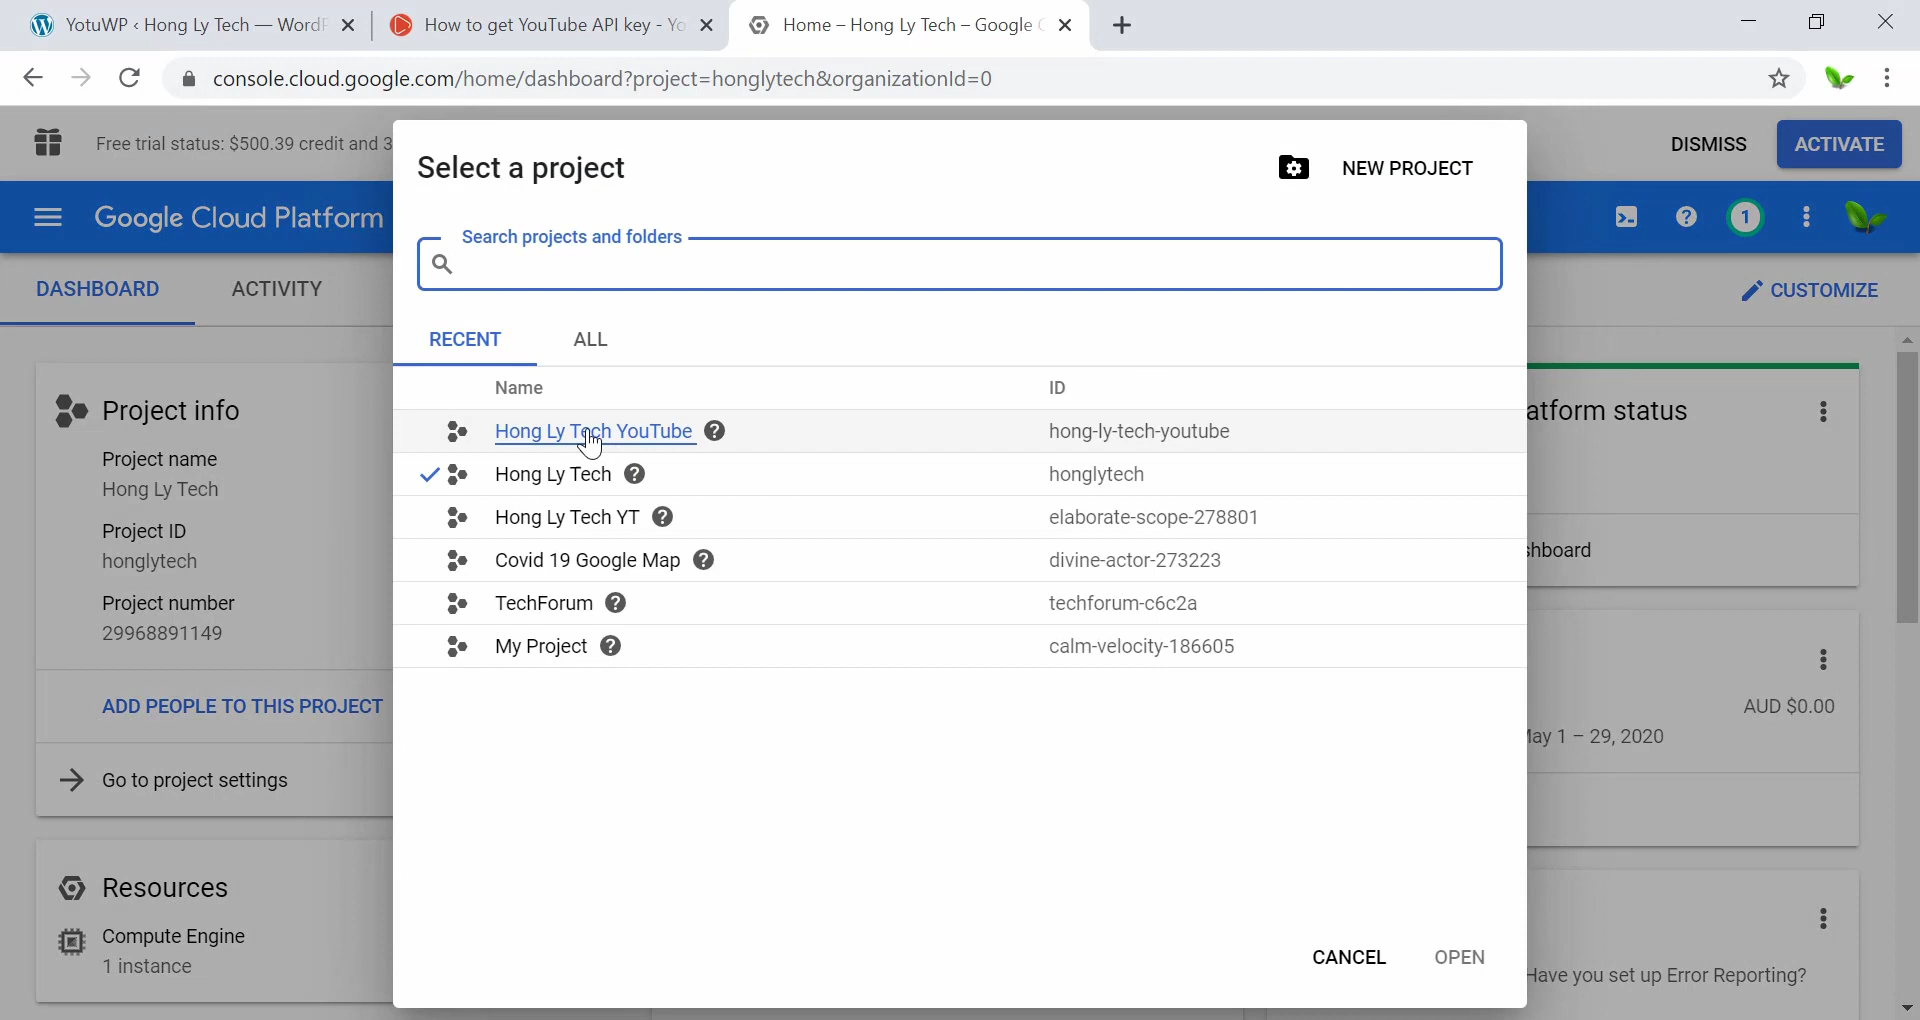 YotuWP ‹ Hong Ly Tech — WordP
How to get YouTube API key - Yo
Home – Hong Ly Tech – Google C
console.cloud.google.com/home/dashboard?project=honglytech&organizationId=0
Free trial status: $500.39 credit and 3
DISMISS
ACTIVATE
Google Cloud Platform
1
DASHBOARD
ACTIVITY
CUSTOMIZE
Select a project
NEW PROJECT
Search projects and folders
RECENT
ALL
Name
ID
Hong Ly Tech YouTube
hong-ly-tech-youtube
Hong Ly Tech
honglytech
Hong Ly Tech YT
elaborate-scope-278801
Covid 19 Google Map
divine-actor-273223
TechForum
techforum-c6c2a
My Project
calm-velocity-186605
CANCEL
OPEN
Project info
Project name
Hong Ly Tech
Project ID
honglytech
Project number
29968891149
ADD PEOPLE TO THIS PROJECT
Go to project settings
Resources
Compute Engine
1 instance
atform status
shboard
AUD $0.00
May 1 – 29, 2020
Have you set up Error Reporting?